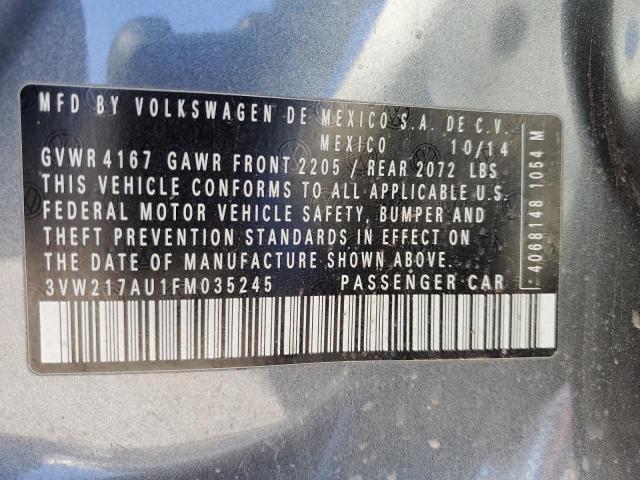 MFD BY VOLKSWAGEN DE MEXICO S.A. DE C.V.
MEXICO 10/14
GVWR 4167 GAWR FRONT 2205 / REAR 2072 LBS
THIS VEHICLE CONFORMS TO ALL APPLICABLE U.S.
FEDERAL MOTOR VEHICLE SAFETY, BUMPER AND
THEFT PREVENTION STANDARDS IN EFFECT ON
THE DATE OF MANUFACTURE SHOWN ABOVE.
3VW217AU1FM035245 PASSENGER CAR
4068148 1064 M